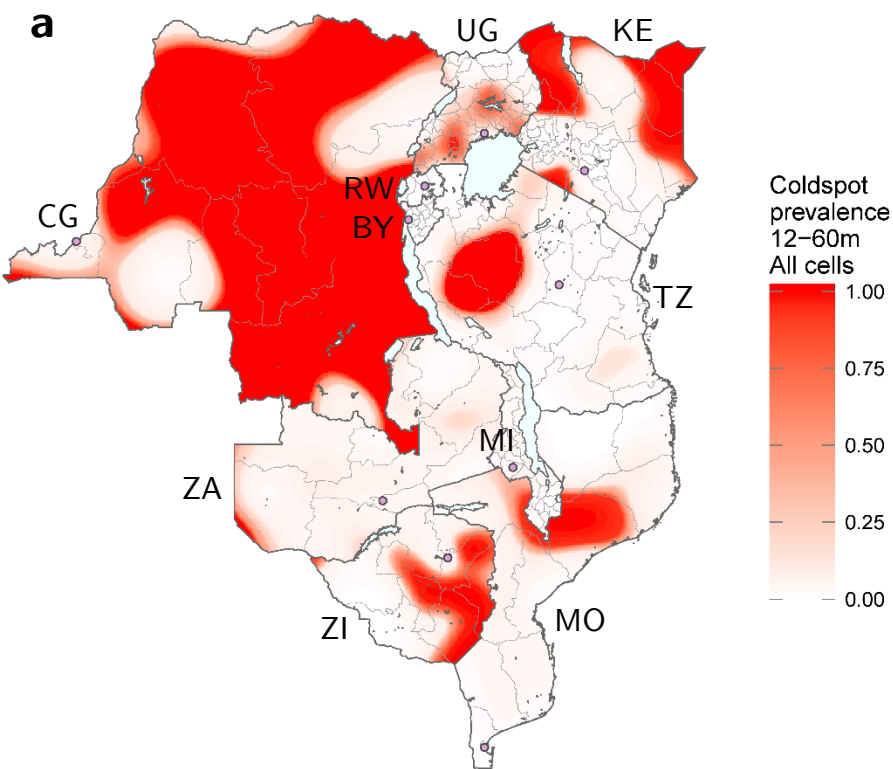 a
UG
KE
RW
CG
BY
TZ
MI
ZA
ZI
MO
Coldspot
prevalence
12−60m
All cells
1.00
0.75
0.50
0.25
0.00